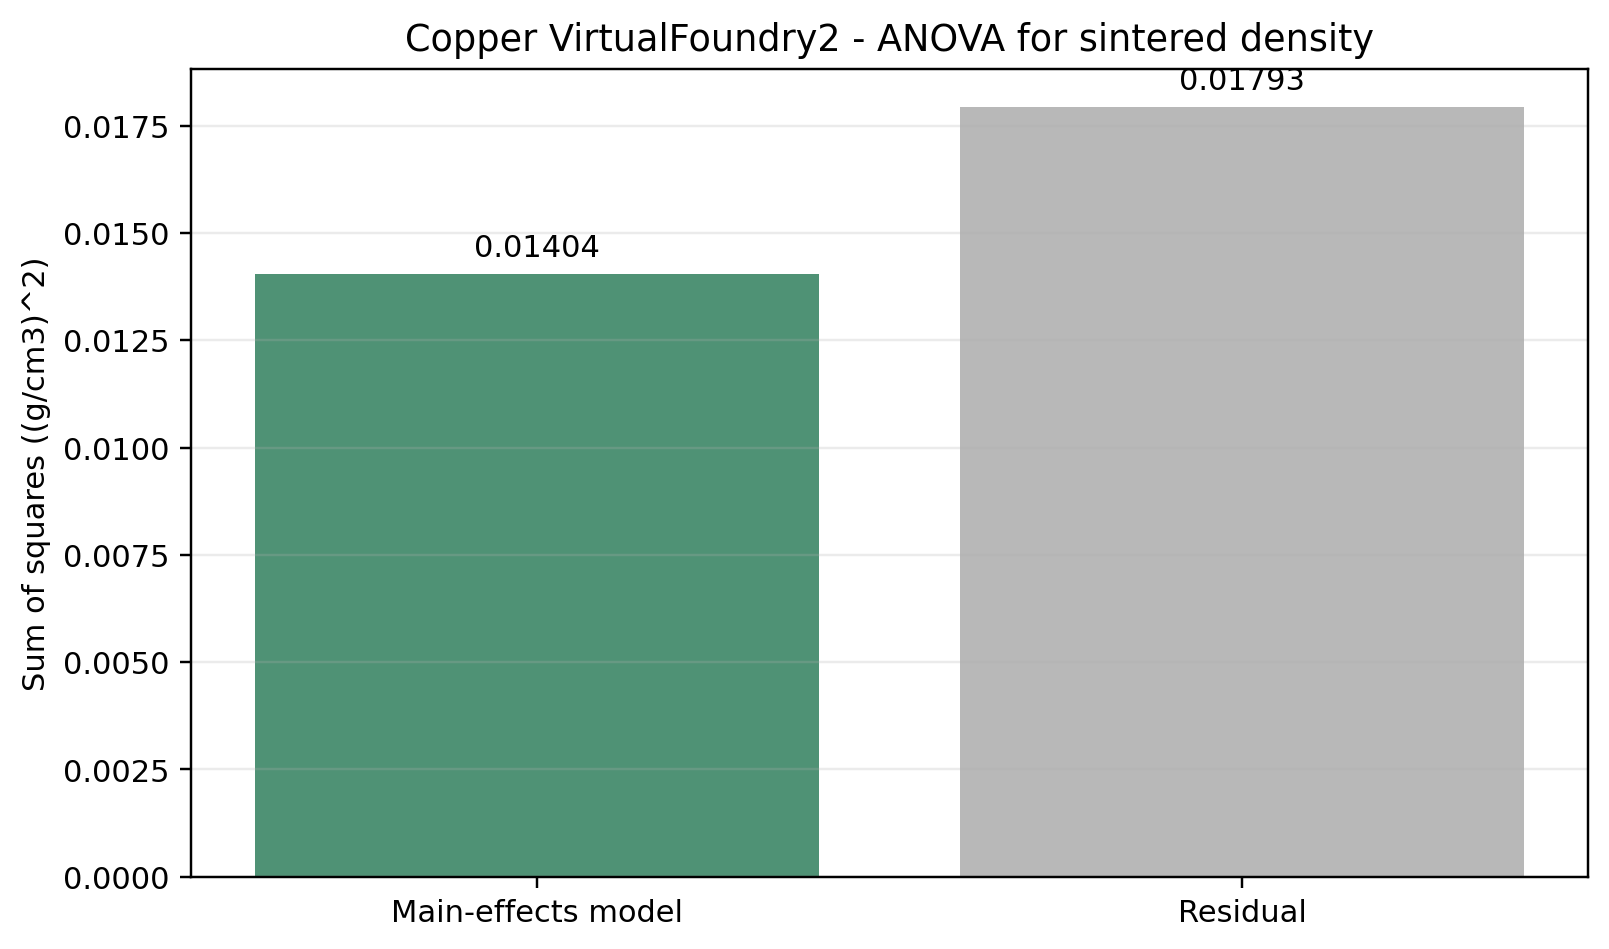 Copper VirtualFoundry2 - ANOVA for sintered density
0.01793
0.0175
0.0150
0.01404
0.0125
0.0100
0.0075
0.0050
0.0025
0.0000
Sum of squares ((g/cm3)^2)
Main-effects model
Residual